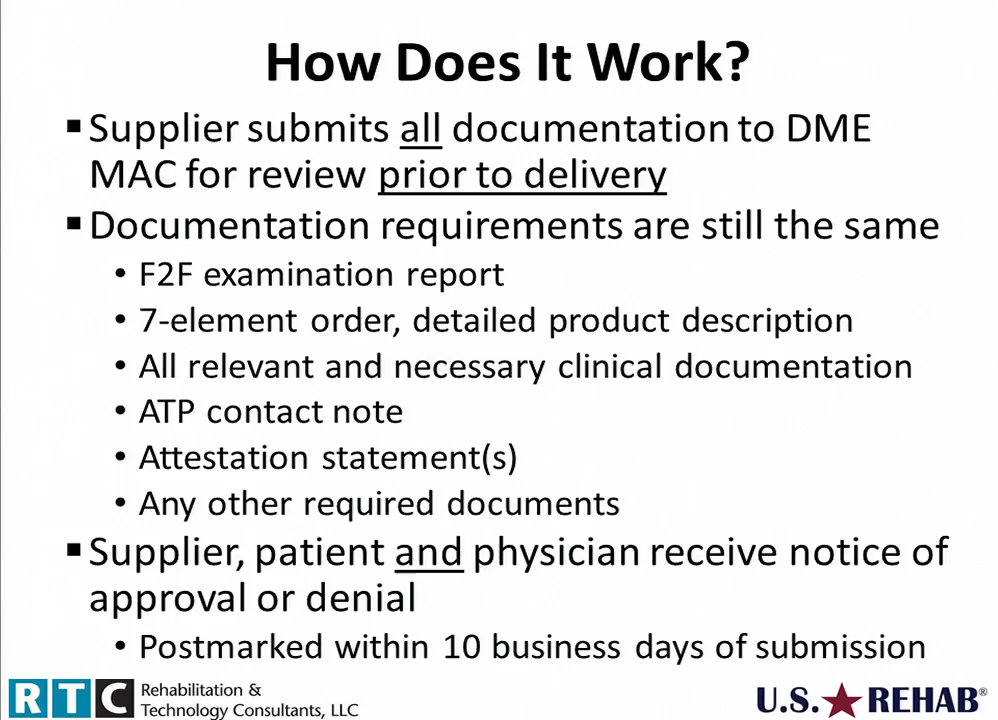 How Does It Work?
▪ Supplier submits all documentation to DME
MAC for review prior to delivery
▪ Documentation requirements are still the same
• F2F examination report
• 7-element order, detailed product description
• All relevant and necessary clinical documentation
• ATP contact note
• Attestation statement(s)
• Any other required documents
▪ Supplier, patient and physician receive notice of
approval or denial
• Postmarked within 10 business days of submission
RTC Rehabilitation &
Technology Consultants, LLC
U.S. REHAB®